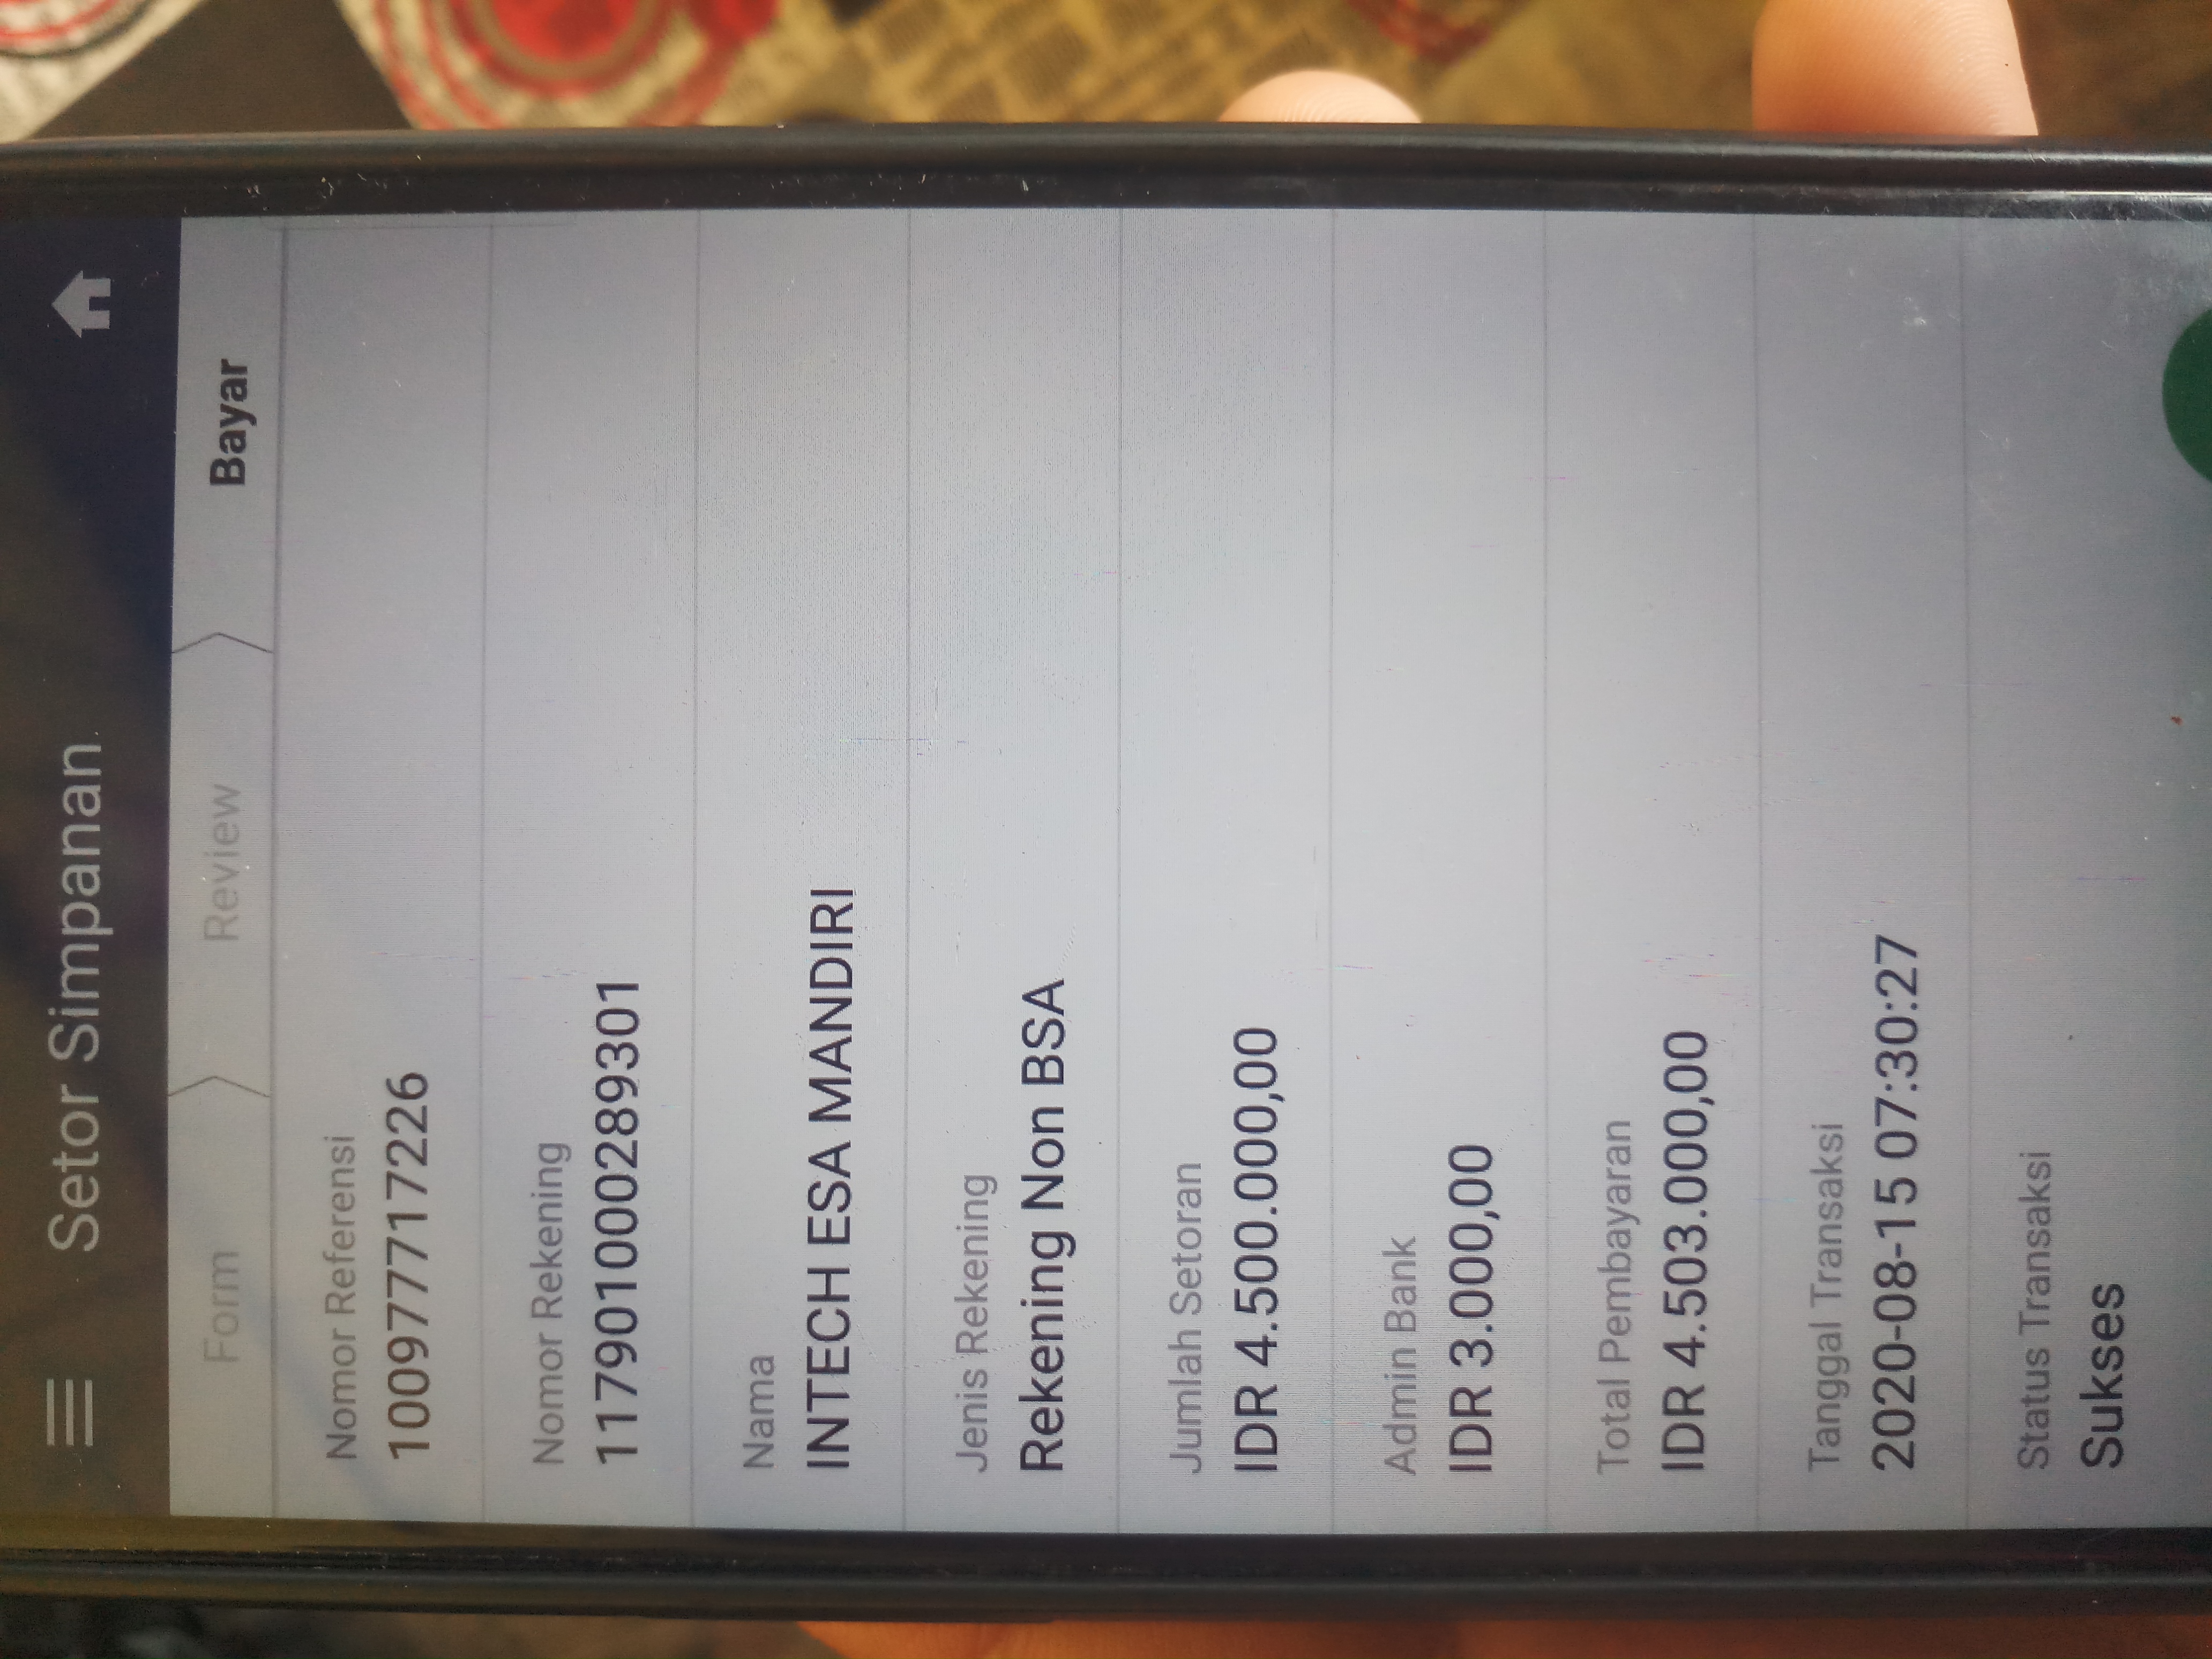 Setor Simpanan
Form
Review
Bayar
Nomor Referensi
100977717226
Nomor Rekening
117901000289301
Nama
INTECH ESA MANDIRI
Jenis Rekening
Rekening Non BSA
Jumlah Setoran
IDR 4.500.000,00
Admin Bank
IDR 3.000,00
Total Pembayaran
IDR 4.503.000,00
Tanggal Transaksi
2020-08-15 07:30:27
Status Transaksi
Sukses